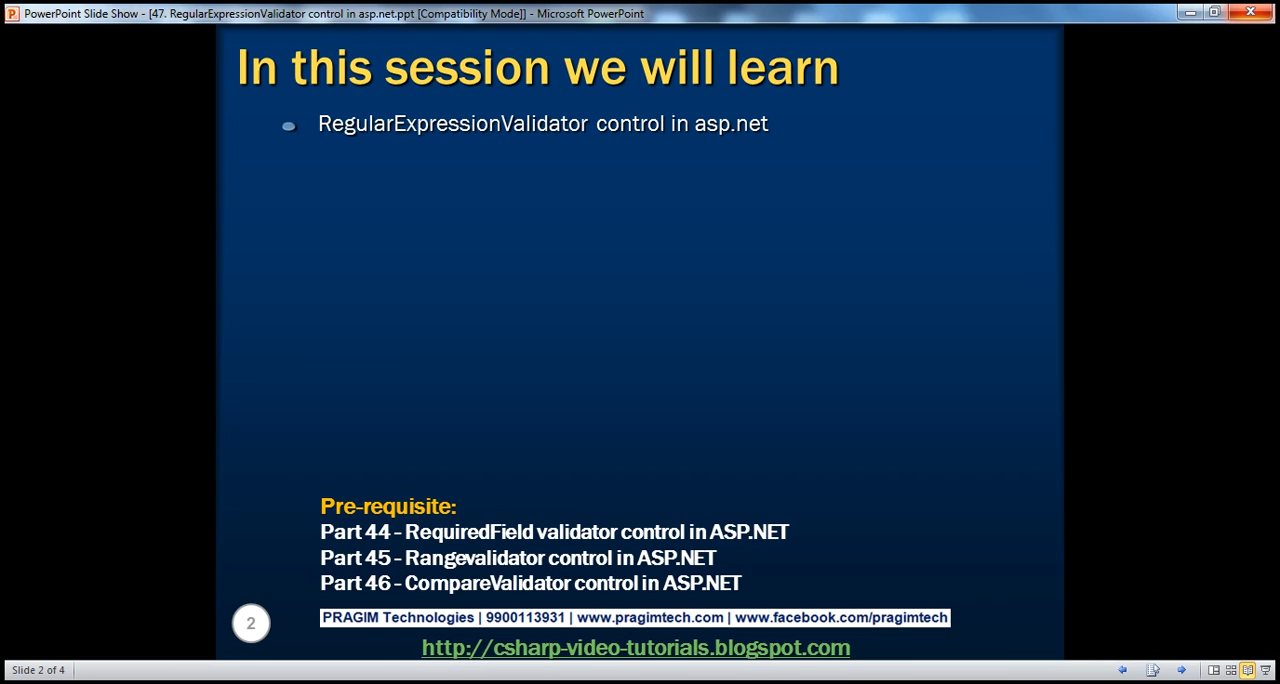 PowerPoint Slide Show - [47. RegularExpressionValidator control in asp.net.ppt [Compatibility Mode]] - Microsoft PowerPoint
In this session we will learn
RegularExpressionValidator control in asp.net
Pre-requisite:
Part 44 - RequiredField validator control in ASP.NET
Part 45 - Rangevalidator control in ASP.NET
Part 46 - CompareValidator control in ASP.NET
2
PRAGIM Technologies | 9900113931 | www.pragimtech.com | www.facebook.com/pragimtech
http://csharp-video-tutorials.blogspot.com
Slide 2 of 4